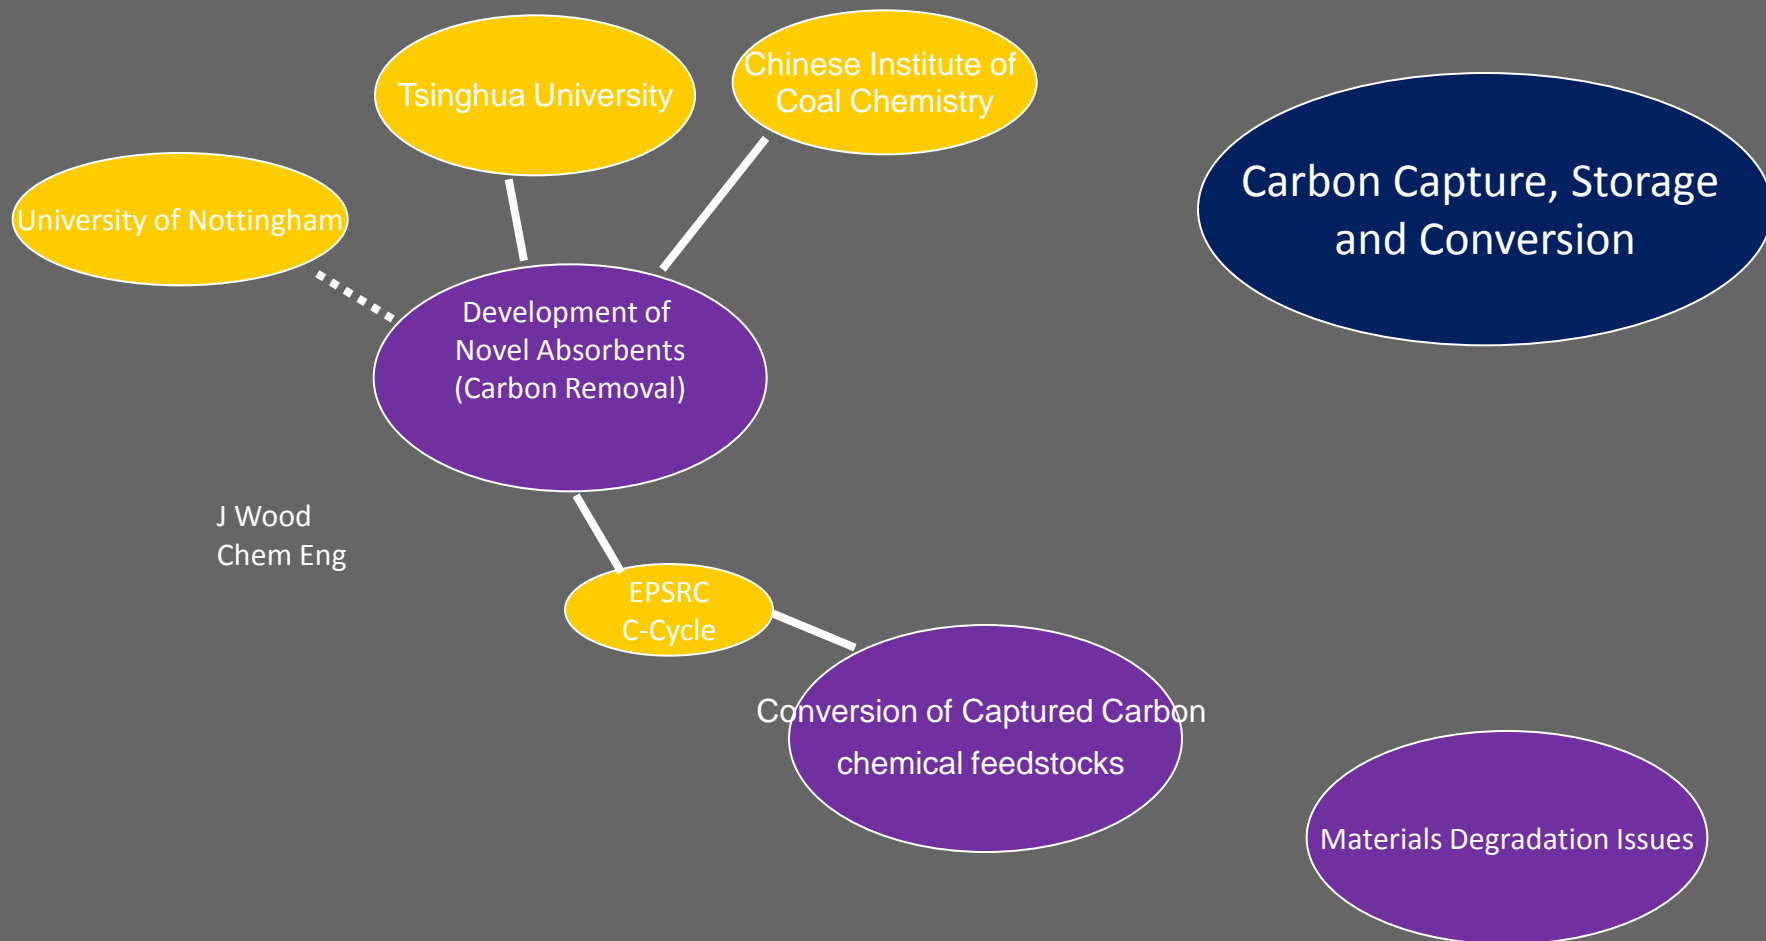 Tsinghua University
Chinese Institute of
Coal Chemistry
University of Nottingham
Carbon Capture, Storage
and Conversion
Development of
Novel Absorbents
(Carbon Removal)
J Wood
Chem Eng
EPSRC
C-Cycle
Conversion of Captured Carbon
chemical feedstocks
Materials Degradation Issues